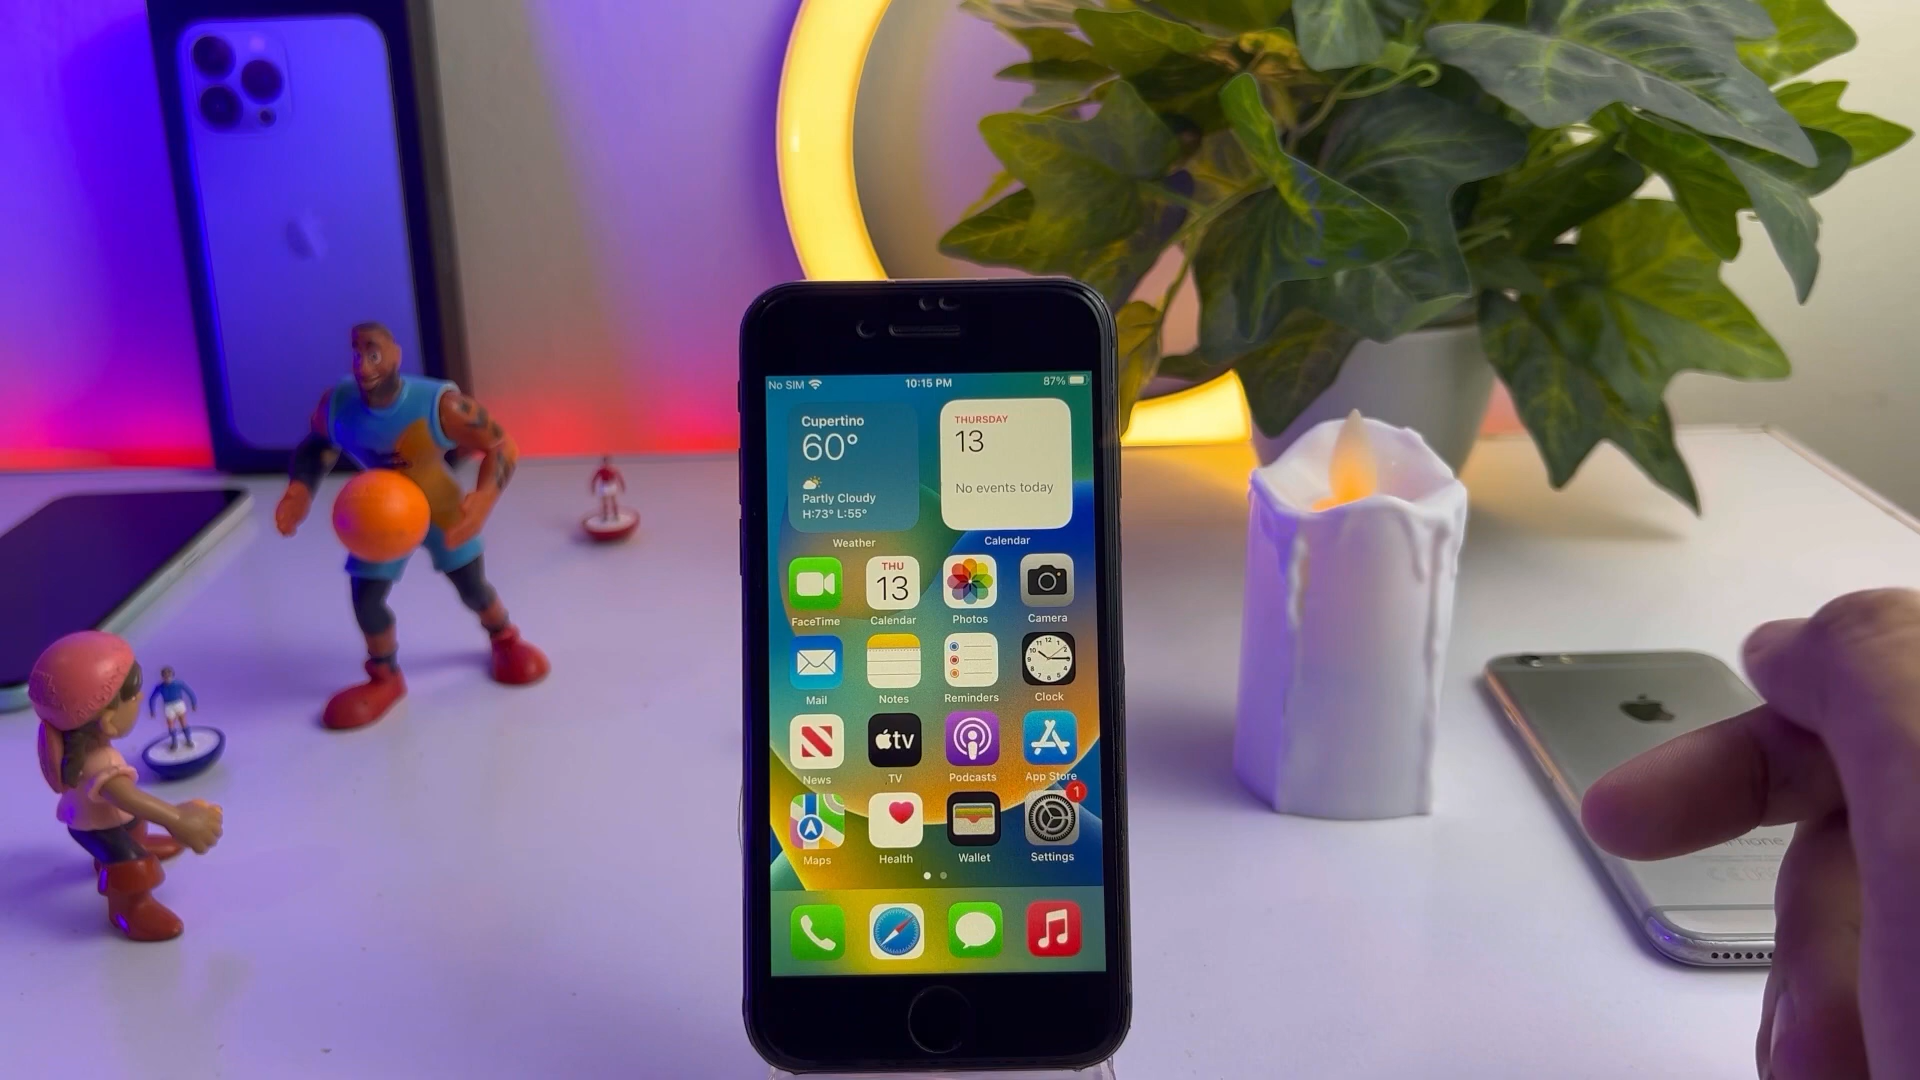 No SIM 10:15 PM 87%
Cupertino
60°
Partly Cloudy
H:73° L:55°
Weather
THURSDAY
13
No events today
Calendar
FaceTime
THU
13
Calendar
Photos
Camera
Mail
Notes
Reminders
Clock
News
tv
TV
Podcasts
App Store
Maps
Health
Wallet
1
Settings
iPhone